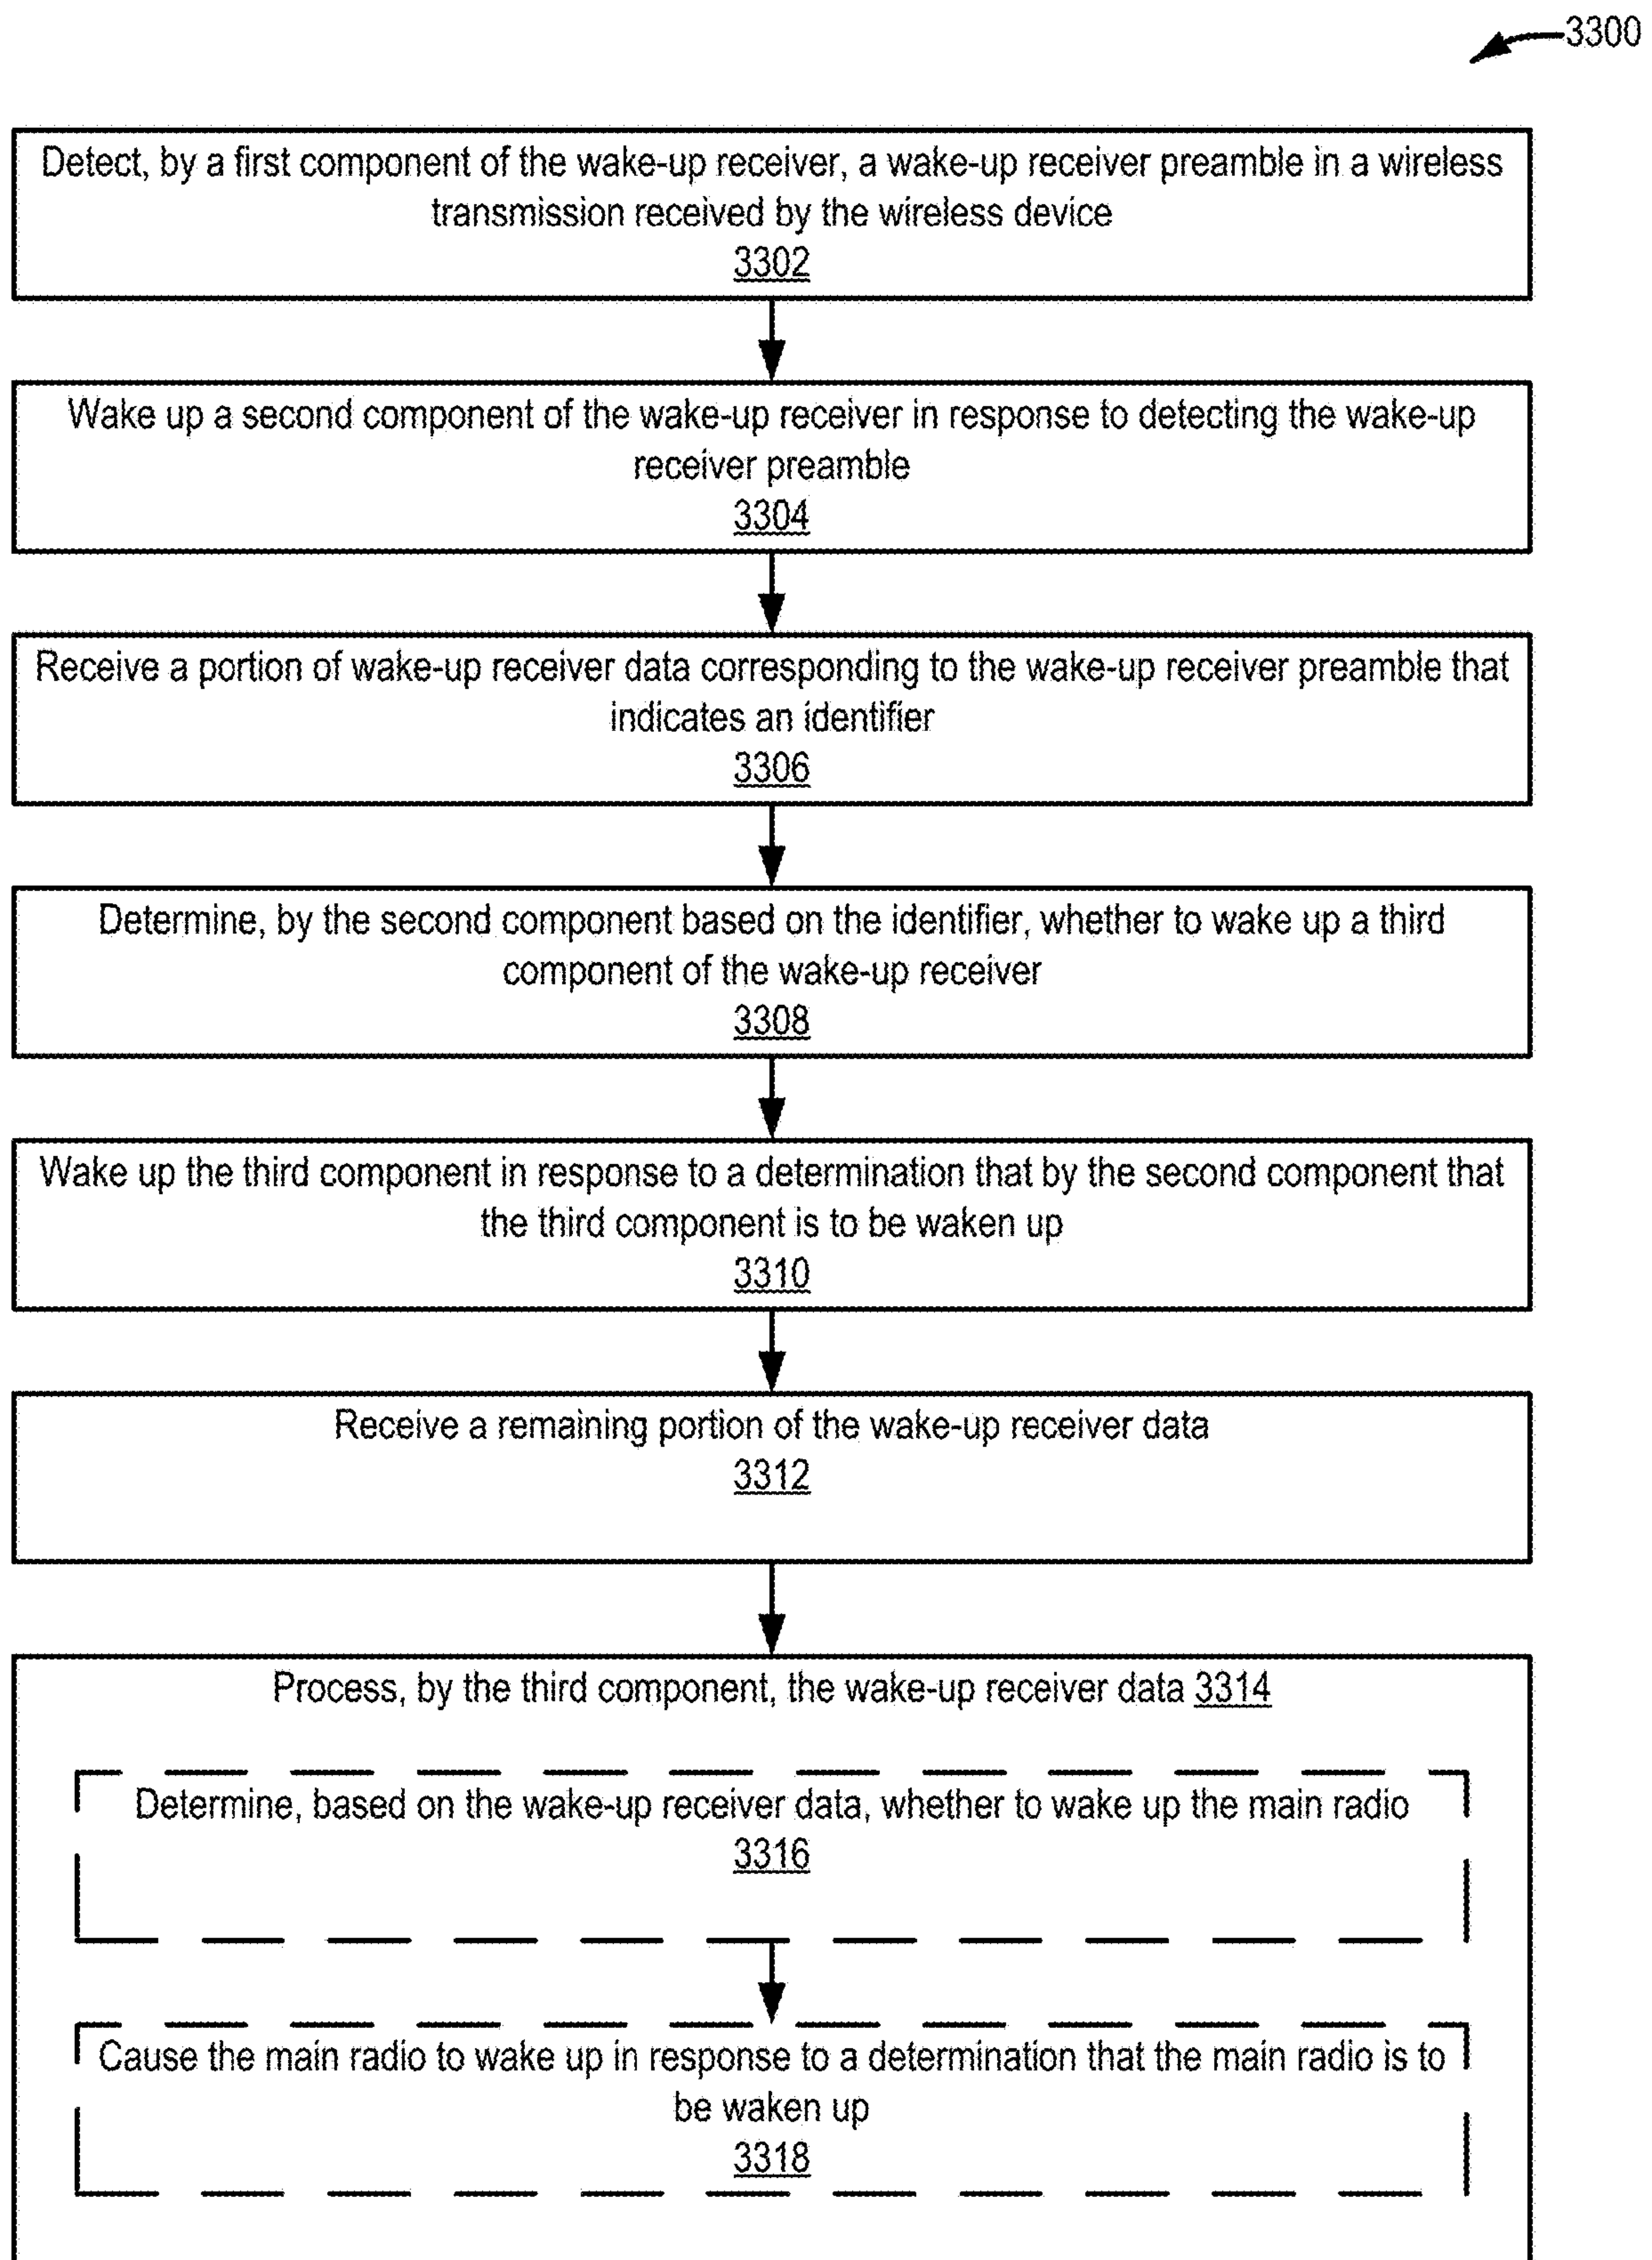 3300
Detect, by a first component of the wake-up receiver, a wake-up receiver preamble in a wireless
transmission received by the wireless device
3302
Wake up a second component of the wake-up receiver in response to detecting the wake-up
receiver preamble
3304
Receive a portion of wake-up receiver data corresponding to the wake-up receiver preamble that
indicates an identifier
3306
Determine, by the second component based on the identifier, whether to wake up a third
component of the wake-up receiver
3308
Wake up the third component in response to a determination that by the second component that
the third component is to be waken up
3310
Receive a remaining portion of the wake-up receiver data
3312
Process, by the third component, the wake-up receiver data 3314
Determine, based on the wake-up receiver data, whether to wake up the main radio
3316
Cause the main radio to wake up in response to a determination that the main radio is to
be waken up
3318